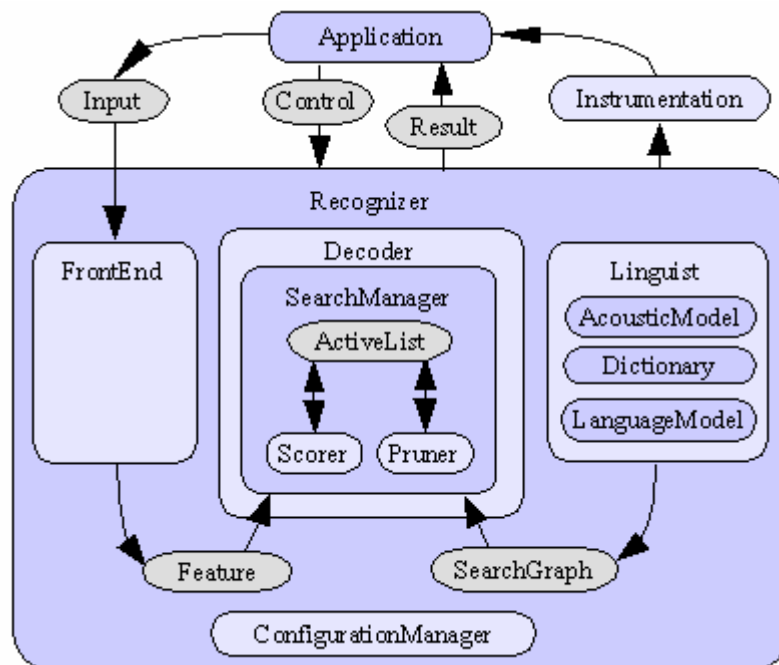 Application
Input
Control
Result
Instrumentation
Recognizer
FrontEnd
Decoder
SearchManager
ActiveList
Scorer
Pruner
Linguist
AcousticModel
Dictionary
LanguageModel
Feature
SearchGraph
ConfigurationManager